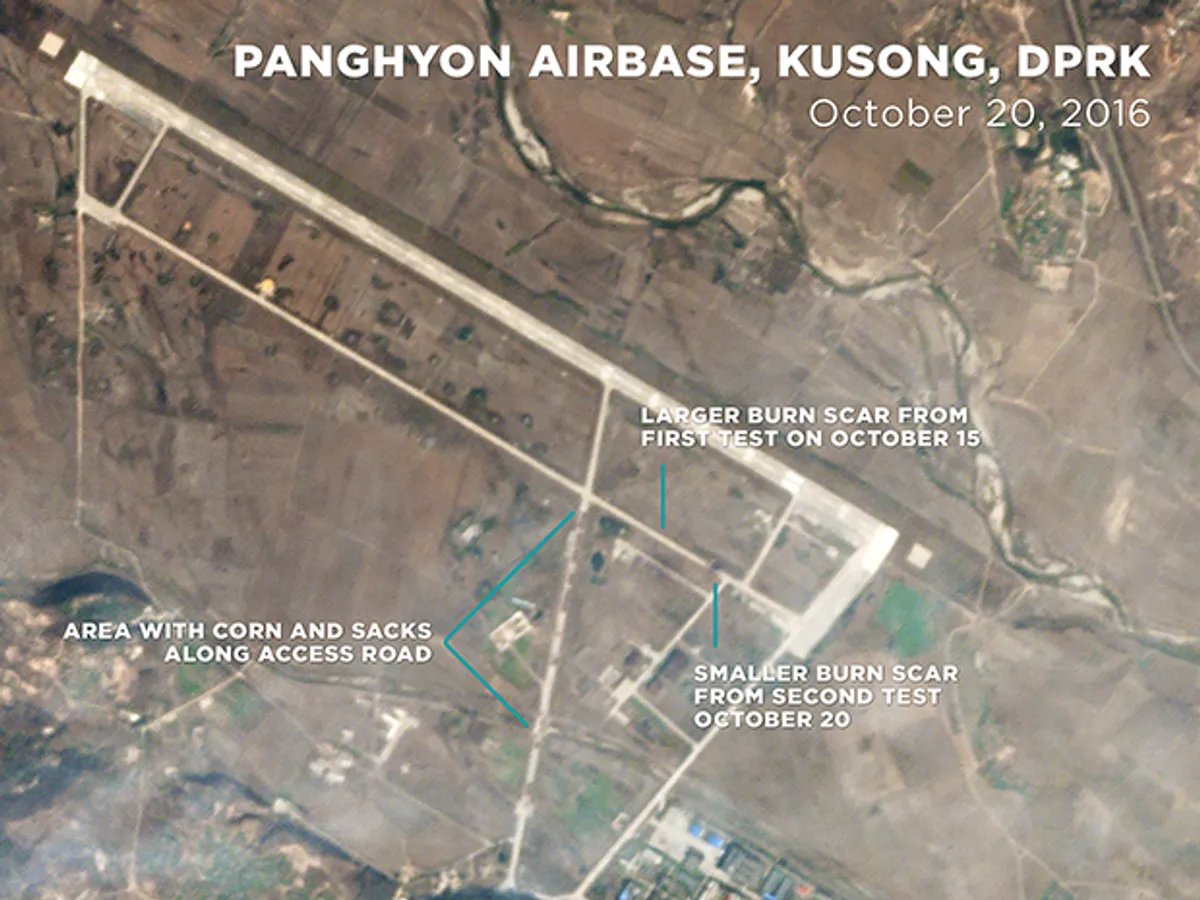 PANGHYON AIRBASE, KUSONG, DPRK
October 20, 2016
LARGER BURN SCAR FROM
FIRST TEST ON OCTOBER 15
AREA WITH CORN AND SACKS
ALONG ACCESS ROAD
SMALLER BURN SCAR
FROM SECOND TEST
OCTOBER 20